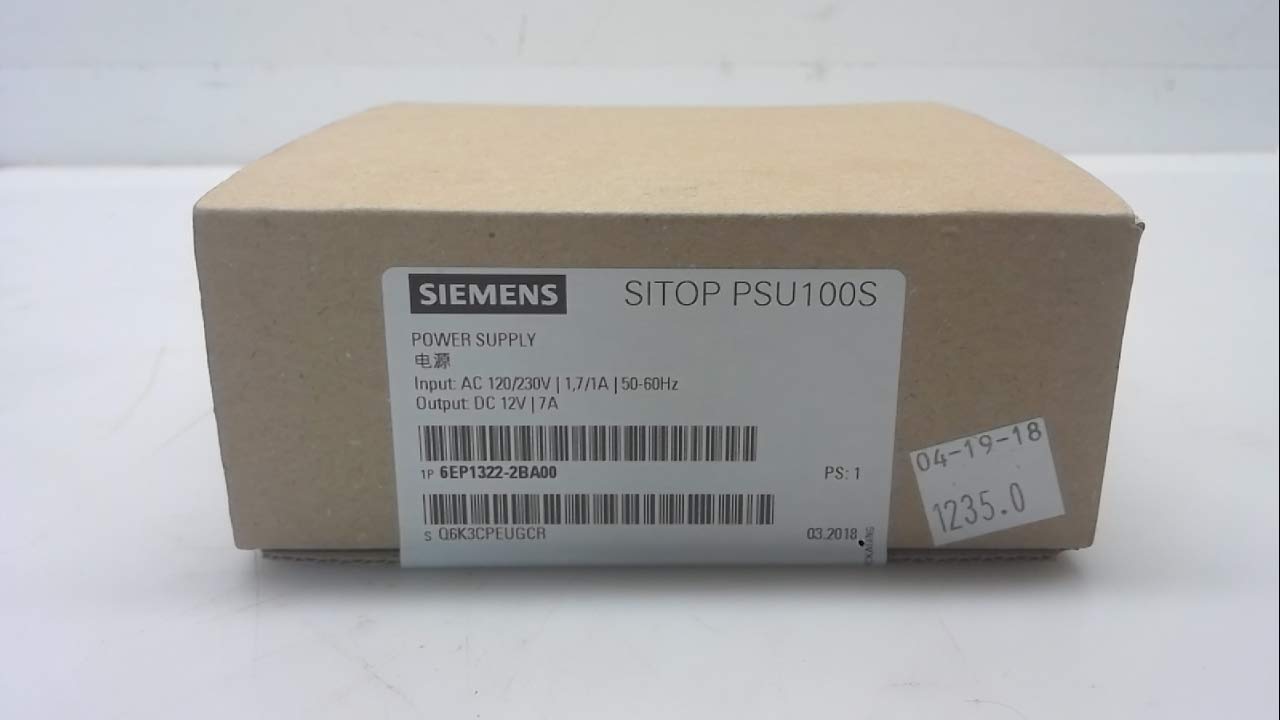 SIEMENS SITOP PSU100S
POWER SUPPLY
电源
Input: AC 120/230V | 1,7/1A | 50-60Hz
Output: DC 12V | 7A
1P 6EP1322-2BA00 PS: 1
S Q6K3CPEUGCR 03.2018
04-19-18
1235.0